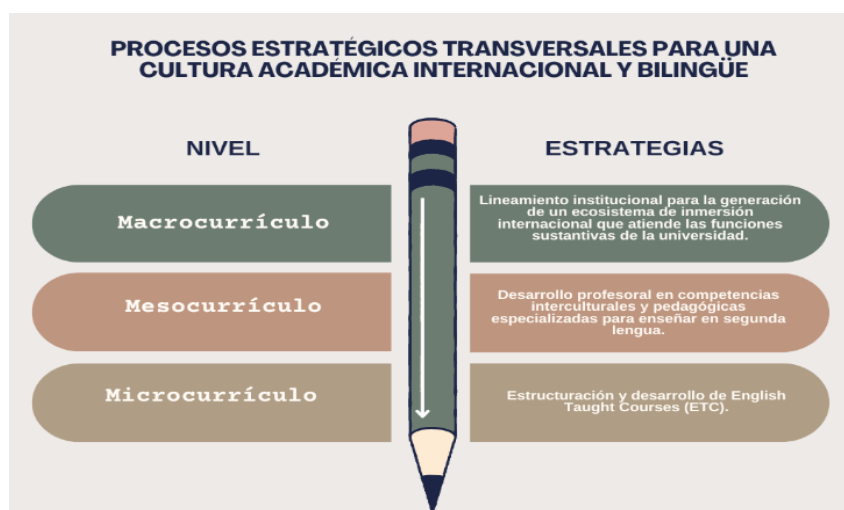 PROCESOS ESTRATÉGICOS TRANSVERSALES PARA UNA
CULTURA ACADÉMICA INTERNACIONAL Y BILINGÜE
NIVEL
ESTRATEGIAS
Macrocurrículo
Lineamiento institucional para la generación
de un ecosistema de inmersión
internacional que atiende las funciones
sustantivas de la universidad.
Mesocurrículo
Desarrollo profesoral en competencias
interculturales y pedagógicas
especializadas para enseñar en segunda
lengua.
Microcurrículo
Estructuración y desarrollo de English
Taught Courses (ETC).